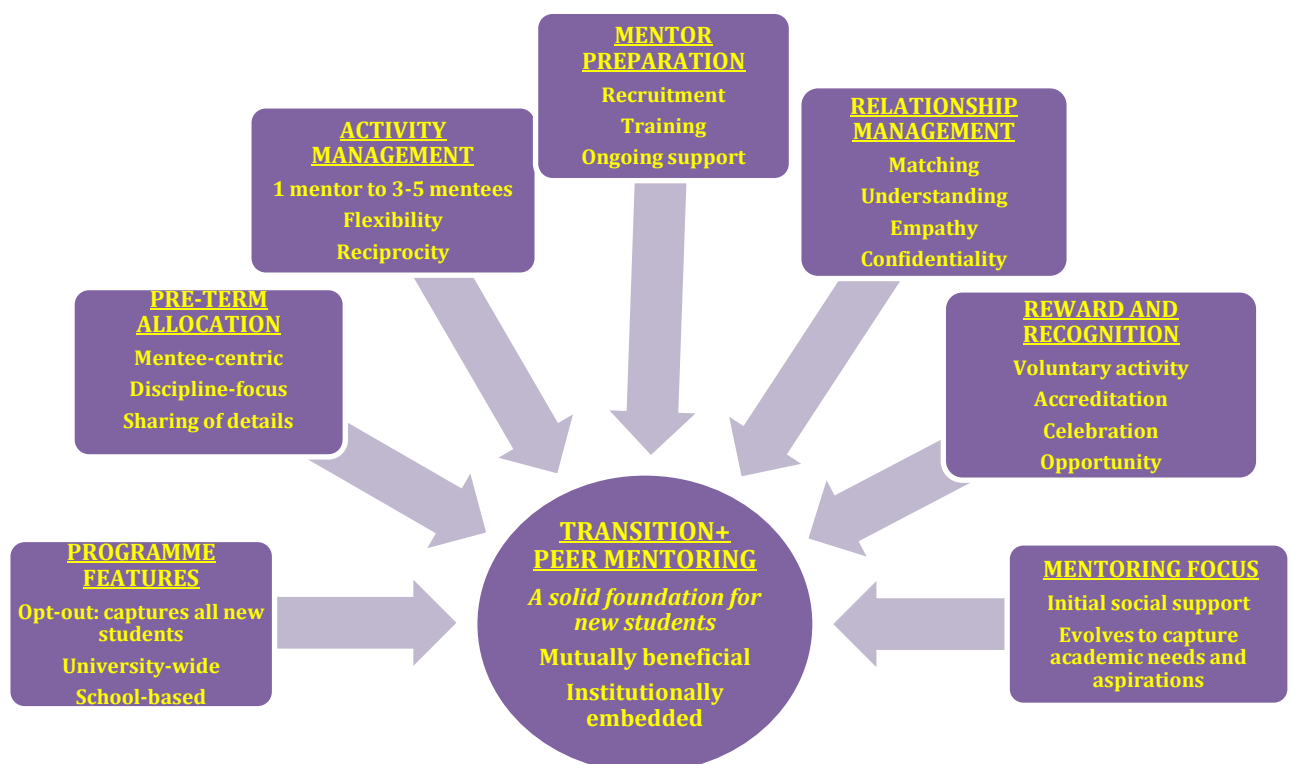 MENTOR
PREPARATION
Recruitment
Training
Ongoing support
ACTIVITY
MANAGEMENT
1 mentor to 3-5 mentees
Flexibility
Reciprocity
RELATIONSHIP
MANAGEMENT
Matching
Understanding
Empathy
Confidentiality
PRE-TERM
ALLOCATION
Mentee-centric
Discipline-focus
Sharing of details
REWARD AND
RECOGNITION
Voluntary activity
Accreditation
Celebration
Opportunity
PROGRAMME
FEATURES
Opt-out: captures all new
students
University-wide
School-based
TRANSITION+
PEER MENTORING
A solid foundation for
new students
Mutually beneficial
Institutionally
embedded
MENTORING FOCUS
Initial social support
Evolves to capture
academic needs and
aspirations